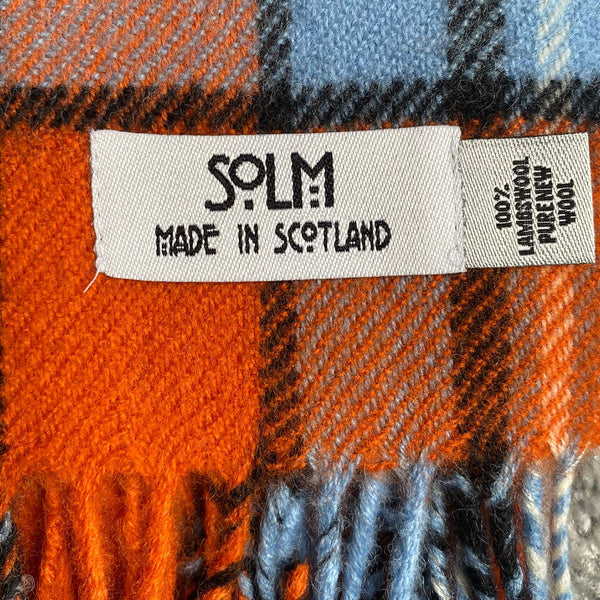 SOLM
MADE IN SCOTLAND
100%
LAMBSWOOL
PURE NEW
WOOL